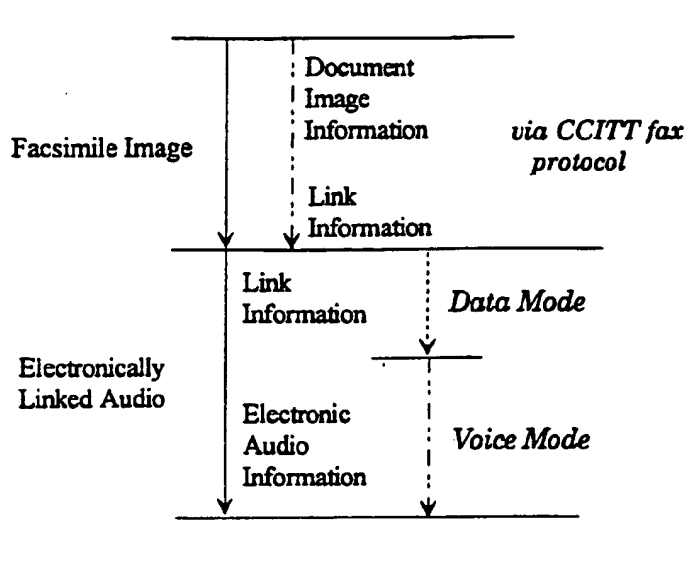 Document
Image
Information
Facsimile Image
via CCITT fax
protocol
Link
Information
Link
Information
Data Mode
Electronically
Linked Audio
Electronic
Audio
Information
Voice Mode